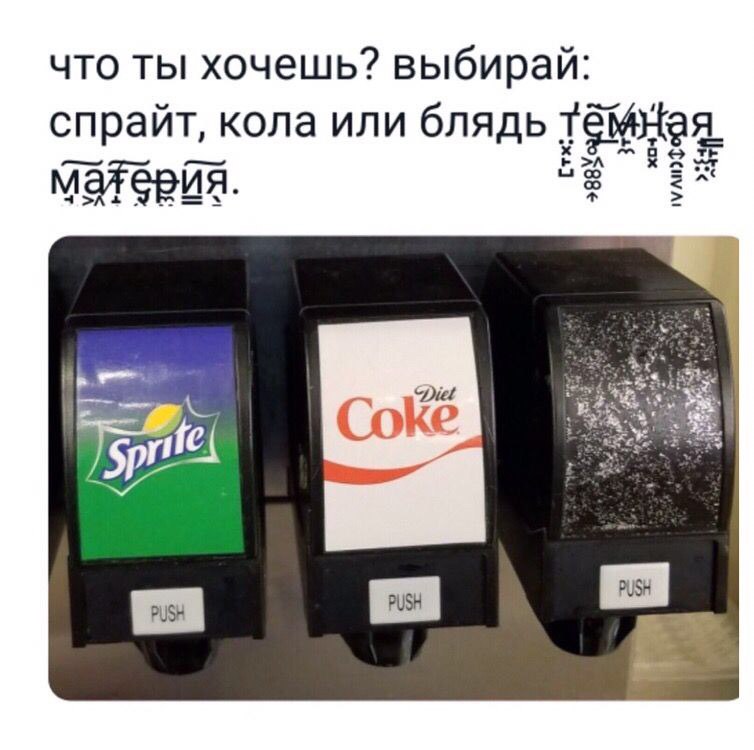 что ты хочешь? выбирай:
спрайт, кола или блядь тёмная
материя.
Sprite
Diet
Coke
PUSH
PUSH
PUSH